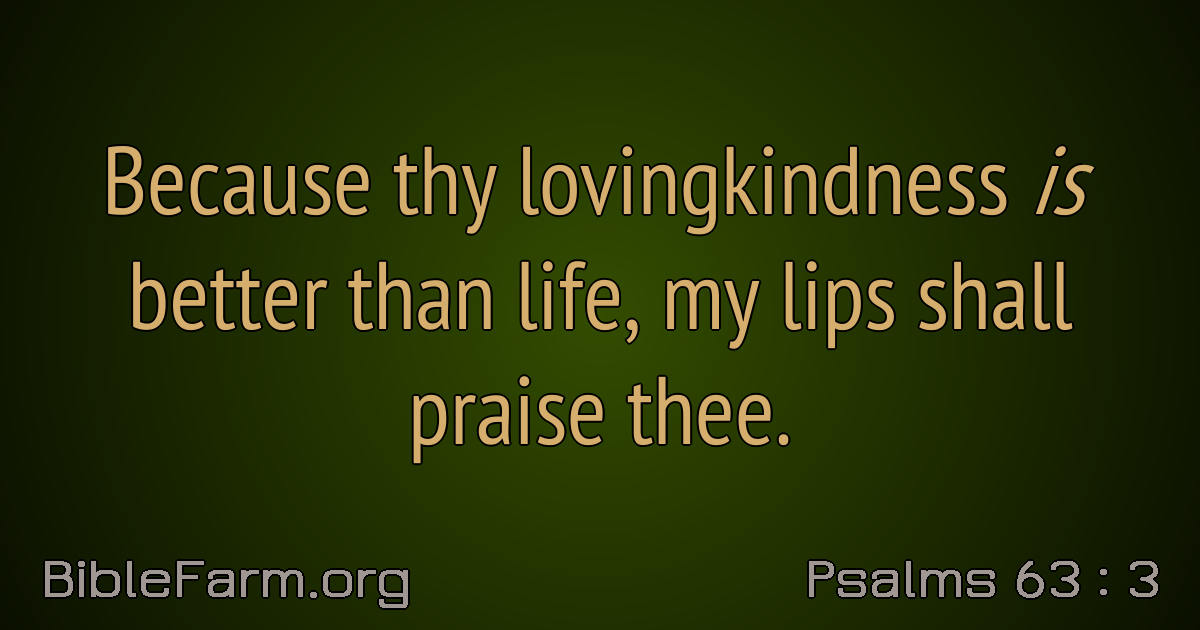 Because thy lovingkindness is
better than life, my lips shall
praise thee.
BibleFarm.org
Psalms 63 : 3